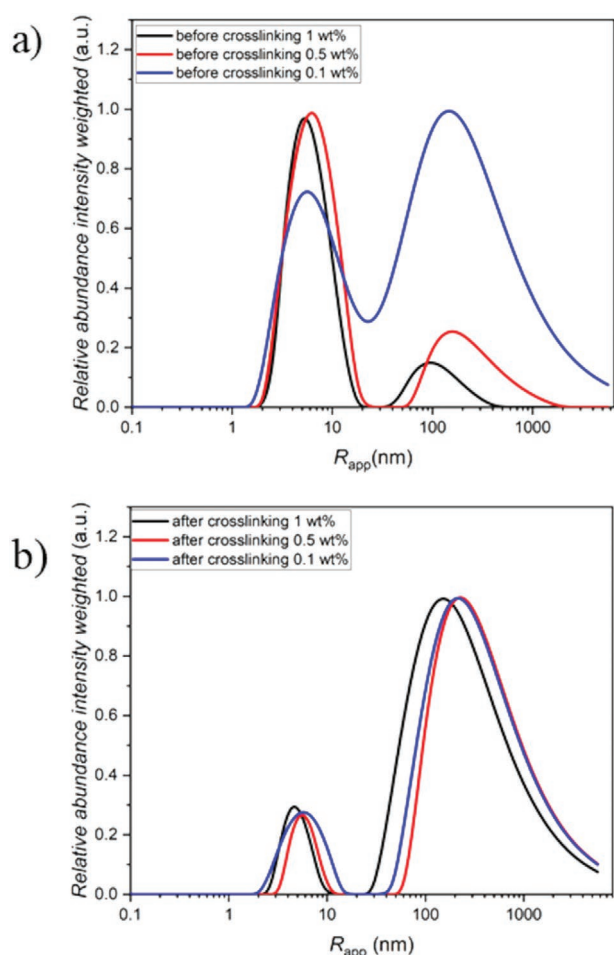 a)
before crosslinking 1 wt%
before crosslinking 0.5 wt%
before crosslinking 0.1 wt%
Relative abundance intensity weighted (a.u.)
1.2
1.0
0.8
0.6
0.4
0.2
0.0
0.1
1
10
100
1000
Rapp(nm)
b)
after crosslinking 1 wt%
after crosslinking 0.5 wt%
after crosslinking 0.1 wt%
Relative abundance intensity weighted (a.u.)
1.2
1.0
0.8
0.6
0.4
0.2
0.0
0.1
1
10
100
1000
Rapp(nm)